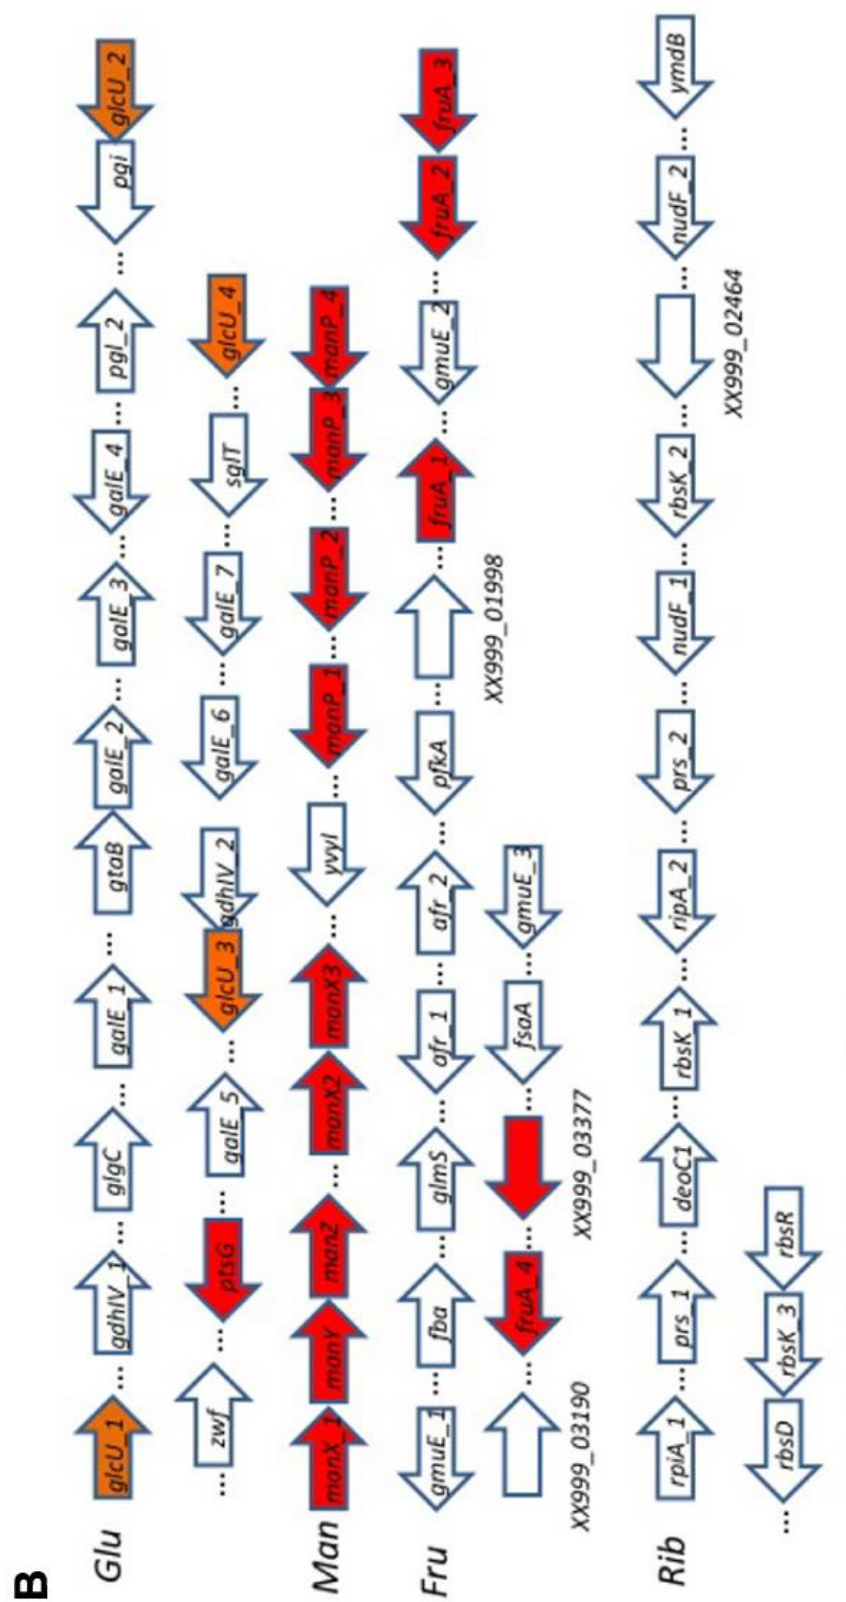 B
Glu glcU_1 ... gdhIV_1 ... glgC ... galE_1 ... gtaB galE_2 ... galE_3 ... galE_4 ... pgl_2 ... pgi glcU_2
... zwf ... ptsG ... galE_5 ... glcU_3 gdhIV_2 galE_6 ... galE_7 ... sglT ... glcU_4
Man manX_1 manY manZ ... manX2 manX3 ... yvyI ... manP_1 ... manP_2 ... manP_3 manP_4
Fru gmuE_1 ... fba ... glmS ... afr_1 ... afr_2 ... pfkA ... ... fruA_1 ... gmuE_2 ... fruA_2 fruA_3
XX999_01998
... fruA_4 ... ... fsaA ... gmuE_3
XX999_03190 XX999_03377
Rib rpiA_1 ... prs_1 ... deoC1 ... rbsK_1 ... ripA_2 ... prs_2 ... nudF_1 ... rbsK_2 ... ... nudF_2 ... ymdB
XX999_02464
... rbsD rbsK_3 rbsR